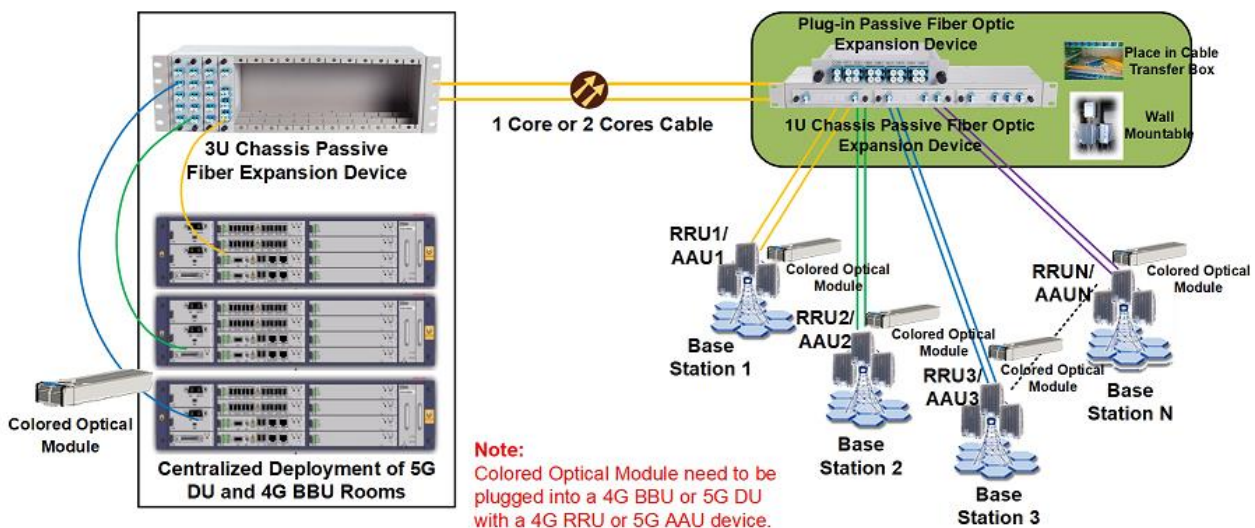 Plug-in Passive Fiber Optic
Expansion Device
Place in Cable
Transfer Box
1 Core or 2 Cores Cable
1U Chassis Passive Fiber Optic
Expansion Device
Wall
Mountable
3U Chassis Passive
Fiber Expansion Device
RRU1/
AAU1
Colored Optical
Module
Base
Station 1
RRU2/
AAU2
Colored Optical
Module
Base
Station 2
RRU3/
AAU3
Colored Optical
Module
Base
Station 3
RRUN/
AAUN
Colored Optical
Module
Base
Station N
Colored Optical
Module
Centralized Deployment of 5G
DU and 4G BBU Rooms
Note:
Colored Optical Module need to be
plugged into a 4G BBU or 5G DU
with a 4G RRU or 5G AAU device.